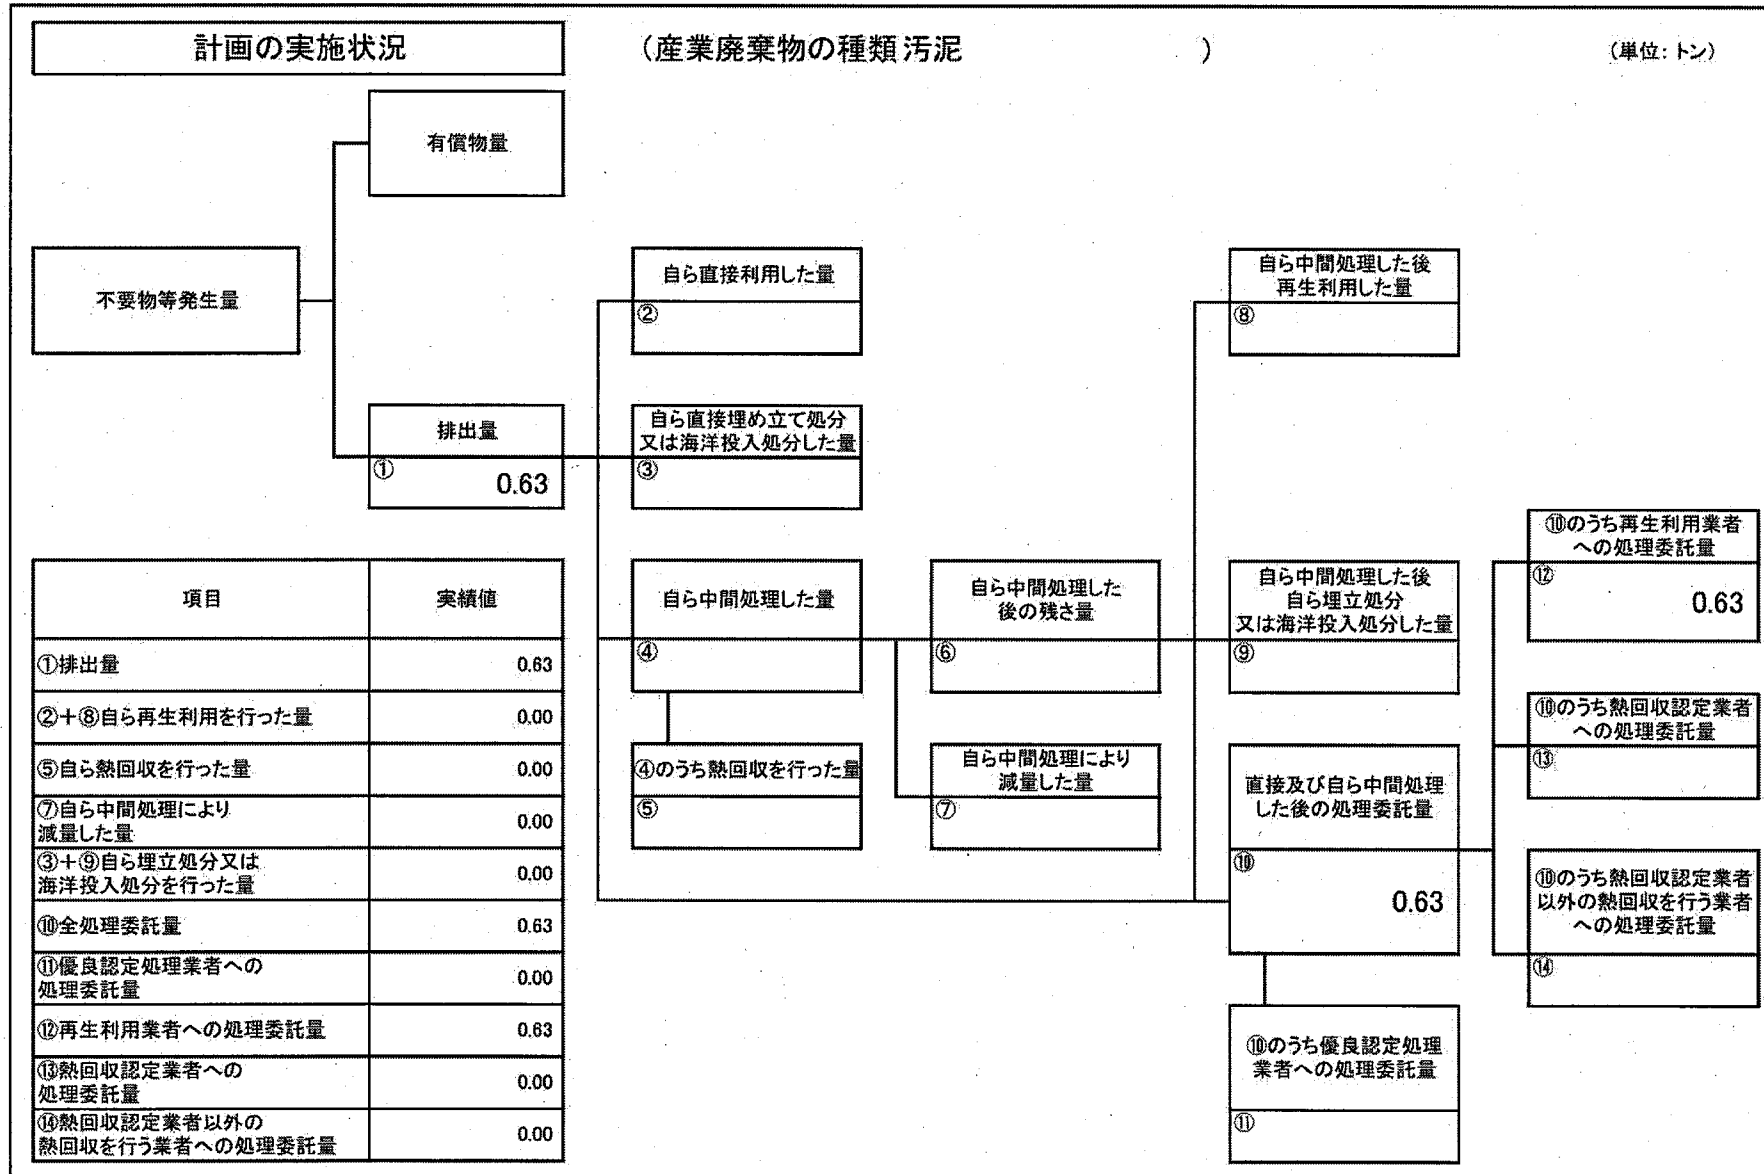 計画の実施状況
（産業廃棄物の種類 汚泥　　　　　　　　）
（単位：トン）
有償物量
不要物等発生量
排出量
①
0.63
自ら直接利用した量
②
自ら直接埋め立て処分
又は海洋投入処分した量
③
自ら中間処理した量
④
④のうち熱回収を行った量
⑤
自ら中間処理した
後の残さ量
⑥
自ら中間処理により
減量した量
⑦
自ら中間処理した後
再生利用した量
⑧
自ら中間処理した後
自ら埋立処分
又は海洋投入処分した量
⑨
直接及び自ら中間処理
した後の処理委託量
⑩
0.63
⑩のうち優良認定処理
業者への処理委託量
⑪
⑩のうち再生利用業者
への処理委託量
⑫
0.63
⑩のうち熱回収認定業者
への処理委託量
⑬
⑩のうち熱回収認定業者
以外の熱回収を行う業者
への処理委託量
⑭
項目 実績値
①排出量 0.63
②＋⑧自ら再生利用を行った量 0.00
⑤自ら熱回収を行った量 0.00
⑦自ら中間処理により
減量した量 0.00
③＋⑨自ら埋立処分又は
海洋投入処分を行った量 0.00
⑩全処理委託量 0.63
⑪優良認定処理業者への
処理委託量 0.00
⑫再生利用業者への処理委託量 0.63
⑬熱回収認定業者への
処理委託量 0.00
⑭熱回収認定業者以外の
熱回収を行う業者への処理委託量 0.00